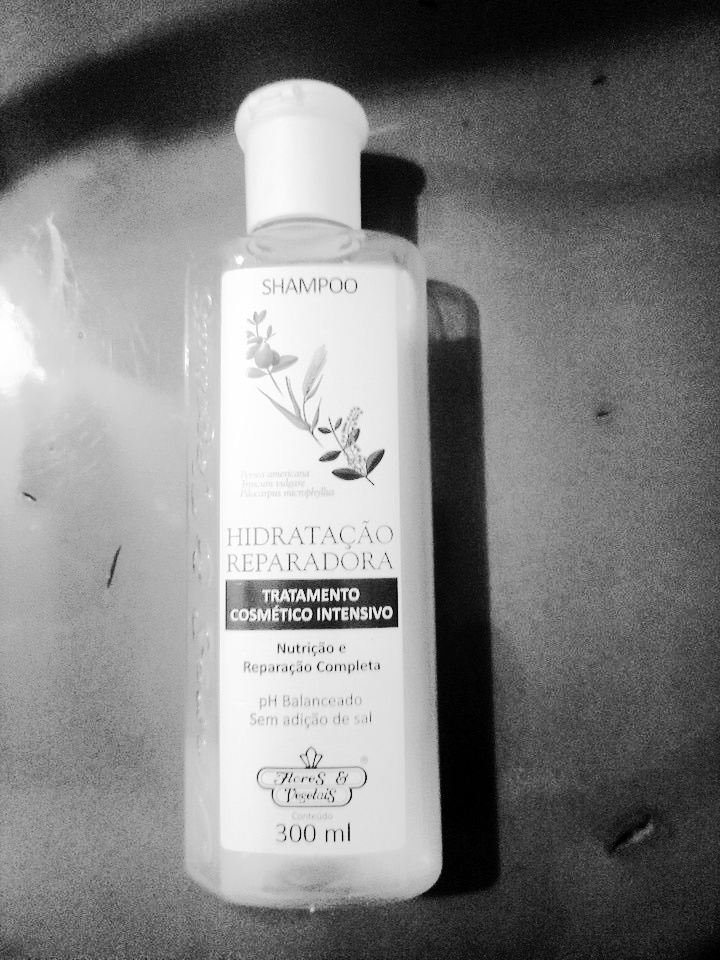 SHAMPOO
Persea americana
Triticum vulgare
Pilocarpus microphyllus
HIDRATAÇÃO
REPARADORA
TRATAMENTO
COSMÉTICO INTENSIVO
Nutrição e
Reparação Completa
pH Balanceado
Sem adição de sal
Flores &
Vegetais
®
Conteúdo
300 ml